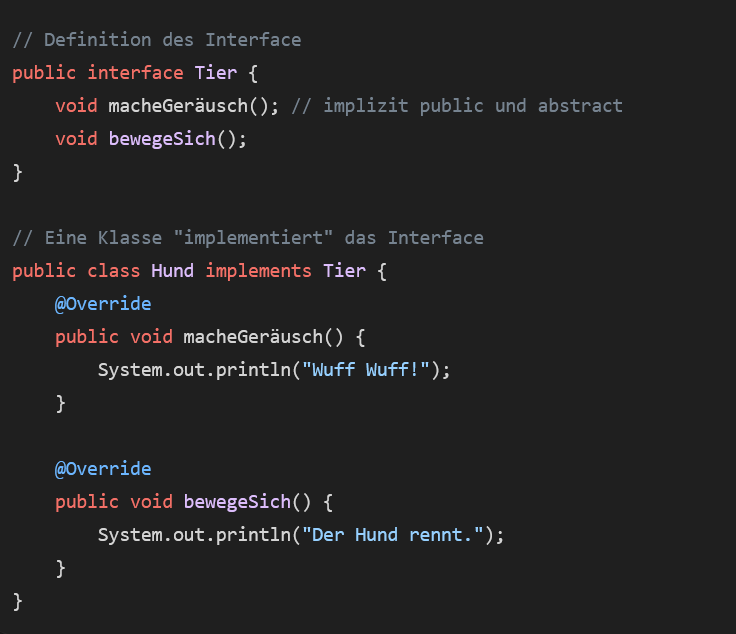 // Definition des Interface
public interface Tier {
    void macheGeräusch(); // implizit public und abstract
    void bewegeSich();
}

// Eine Klasse "implementiert" das Interface
public class Hund implements Tier {
    @Override
    public void macheGeräusch() {
        System.out.println("Wuff Wuff!");
    }

    @Override
    public void bewegeSich() {
        System.out.println("Der Hund rennt.");
    }
}